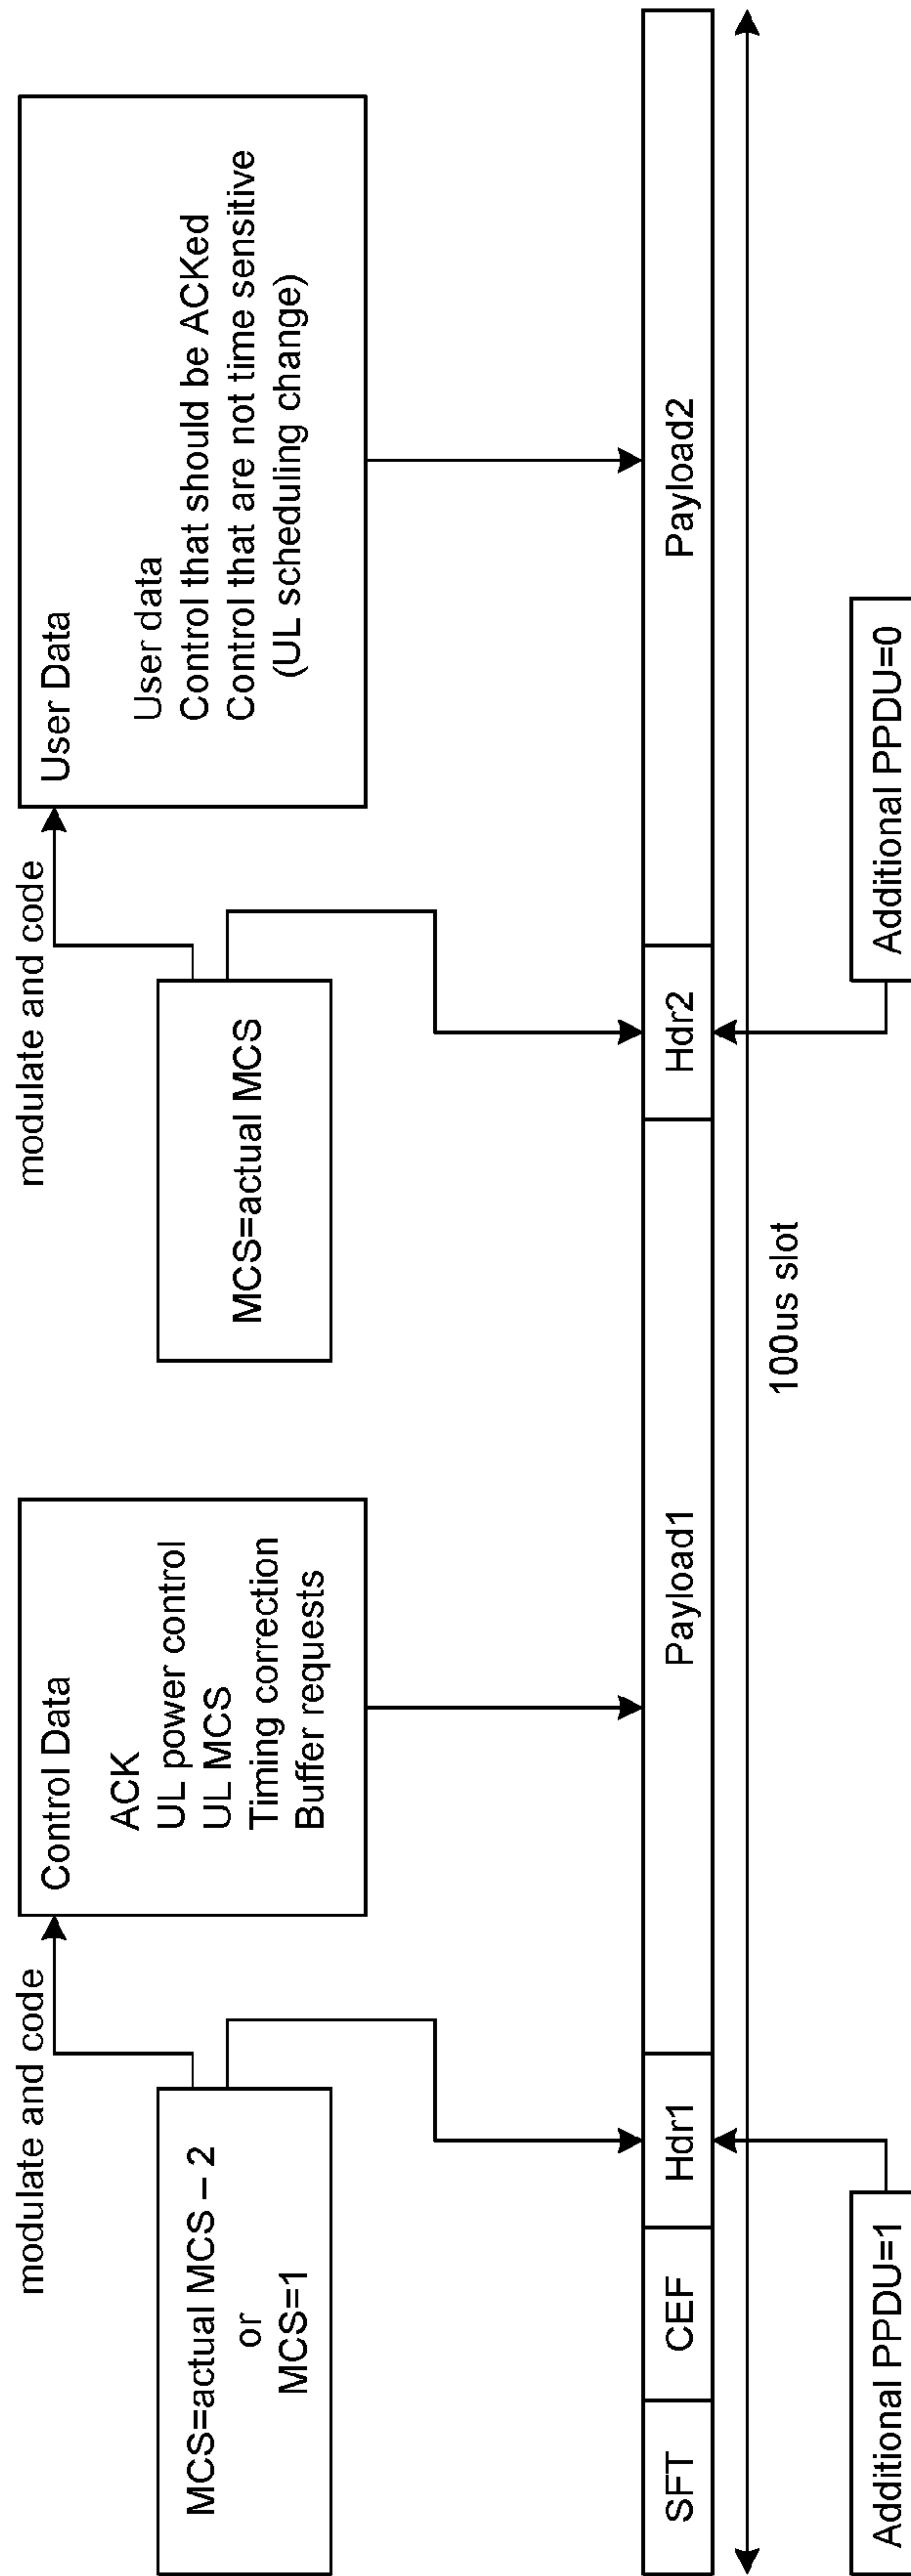 modulate and code
modulate and code
MCS=actual MCS – 2
or
MCS=1
Control Data
ACK
UL power control
UL MCS
Timing correction
Buffer requests
MCS=actual MCS
User Data
User data
Control that should be ACKed
Control that are not time sensitive
(UL scheduling change)
SFT
CEF
Hdr1
Payload1
Hdr2
Payload2
100us slot
Additional PPDU=1
Additional PPDU=0